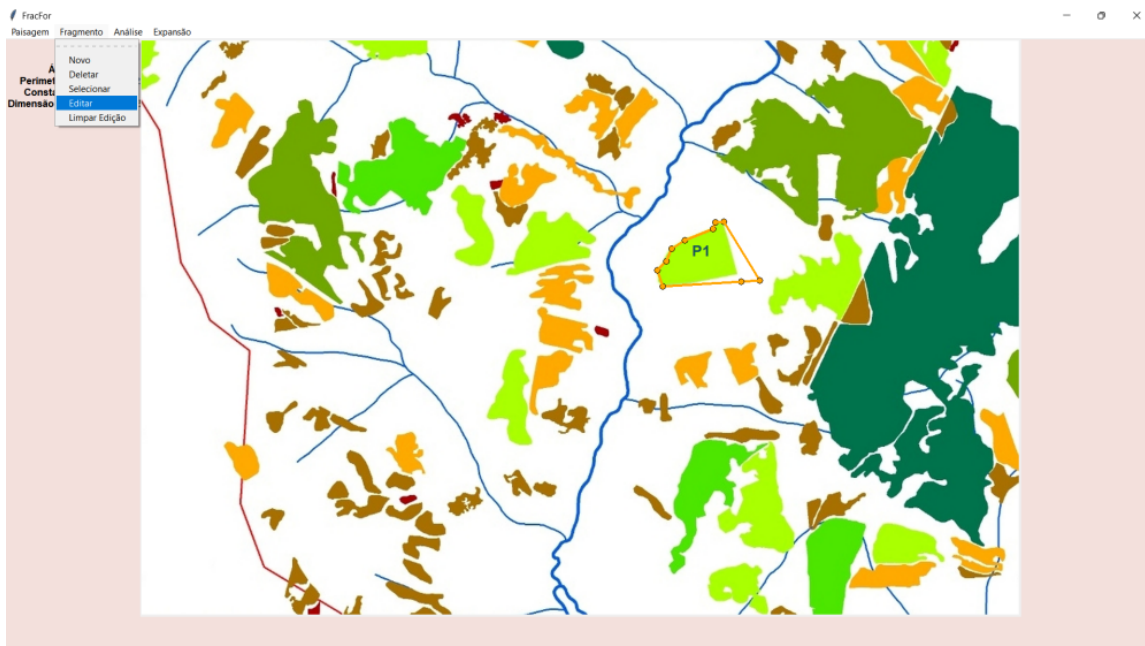 FracFor
Paisagem Fragmento Análise Expansão
Novo
Deletar
Selecionar
Editar
Limpar Edição
Á
Perimet
Consta
Dimensão
P1